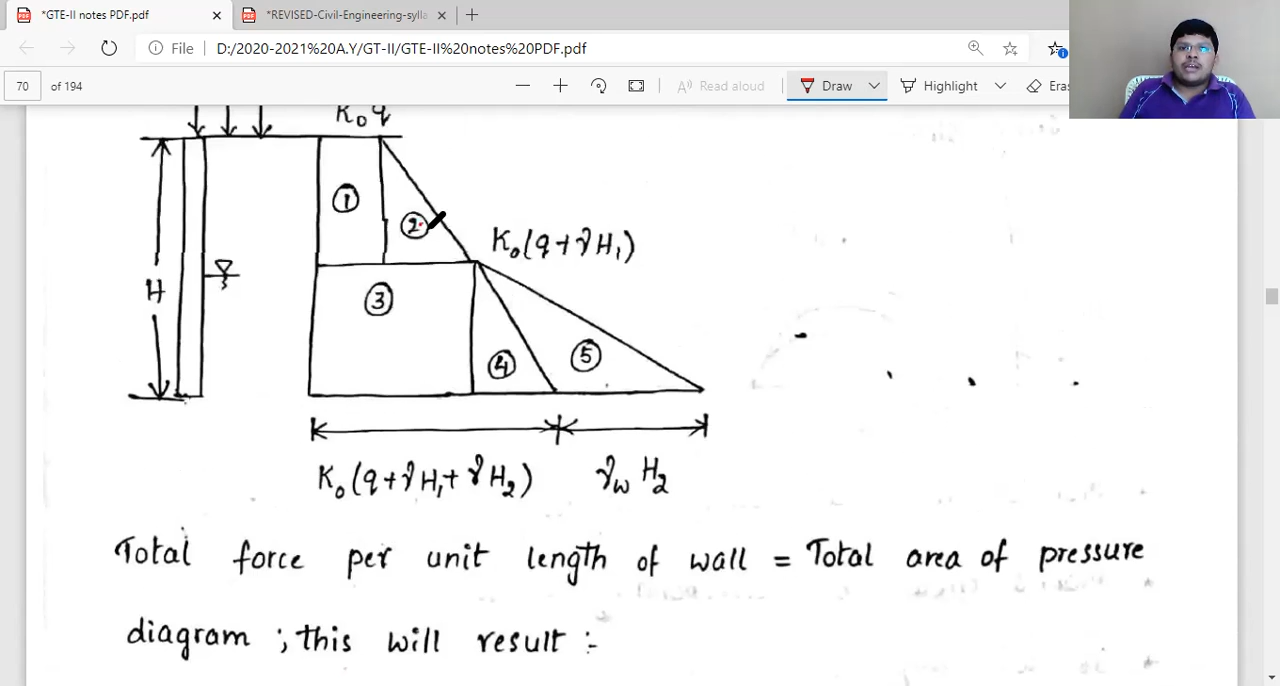 *GTE-II notes PDF.pdf
*REVISED-Civil-Engineering-sylla
File
D:/2020-2021%20A.Y/GT-II/GTE-II%20notes%20PDF.pdf
70 of 194
Read aloud
Draw
Highlight
Era
K₀q
①
②
K₀(q+γH₁)
H
③
④
⑤
K₀(q+γH₁+γH₂)
γw H₂
Total force per unit length of wall = Total area of pressure
diagram ; this will result :-